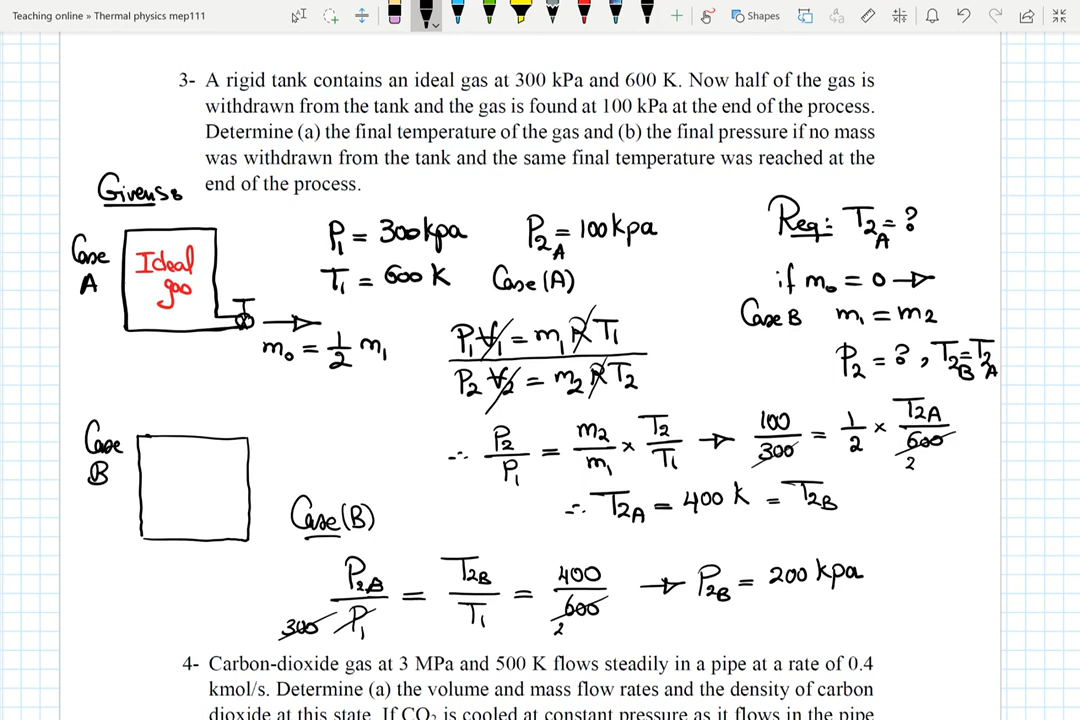 Teaching online » Thermal physics mep111
Shapes
3- A rigid tank contains an ideal gas at 300 kPa and 600 K. Now half of the gas is
withdrawn from the tank and the gas is found at 100 kPa at the end of the process.
Determine (a) the final temperature of the gas and (b) the final pressure if no mass
was withdrawn from the tank and the same final temperature was reached at the
end of the process.
Givens
Case A
Ideal gas
m₀ = 1/2 m₁
P₁ = 300 kpa P₂A = 100 kpa
T₁ = 600 K Case (A)
Req: T₂A = ?
if m₀ = 0 →
Case B m₁ = m₂
P₂ = ? , T₂B = T₂A
P₁ V₁ = m₁ R T₁
P₂ V₂ = m₂ R T₂
∴ P₂/P₁ = m₂/m₁ × T₂/T₁ → 100/300 = 1/2 × T₂A/600
2
∴ T₂A = 400 K = T₂B
Case B
Case (B)
P₂B/P₁ = T₂B/T₁ = 400/600 → P₂B = 200 kpa
300
2
4- Carbon-dioxide gas at 3 MPa and 500 K flows steadily in a pipe at a rate of 0.4
kmol/s. Determine (a) the volume and mass flow rates and the density of carbon
dioxide at this state. If CO₂ is cooled at constant pressure as it flows in the pipe